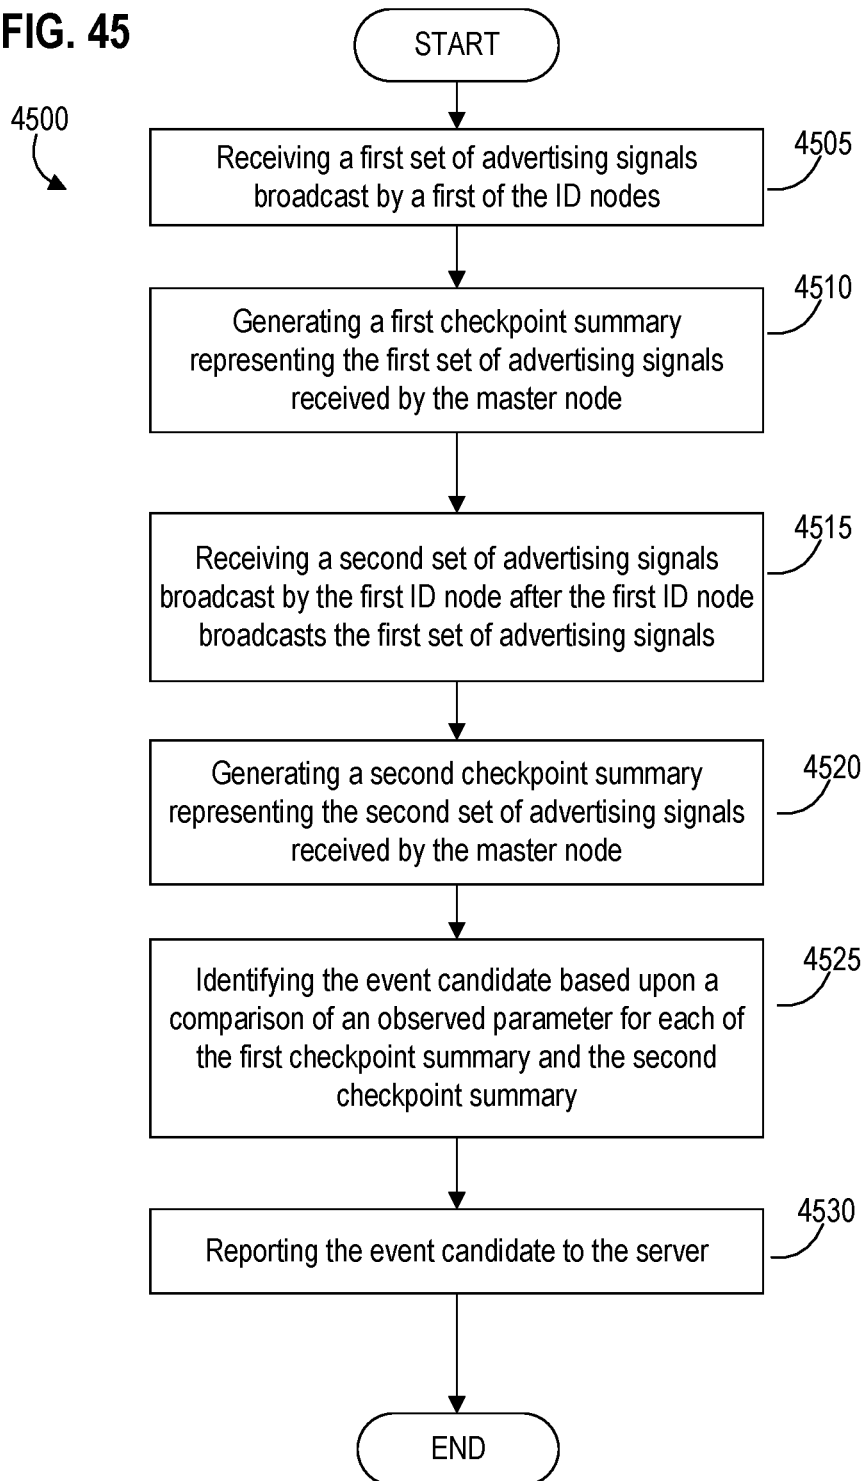 FIG. 45
START
4500
4505
Receiving a first set of advertising signals
broadcast by a first of the ID nodes
4510
Generating a first checkpoint summary
representing the first set of advertising signals
received by the master node
4515
Receiving a second set of advertising signals
broadcast by the first ID node after the first ID node
broadcasts the first set of advertising signals
4520
Generating a second checkpoint summary
representing the second set of advertising signals
received by the master node
4525
Identifying the event candidate based upon a
comparison of an observed parameter for each of
the first checkpoint summary and the second
checkpoint summary
4530
Reporting the event candidate to the server
END